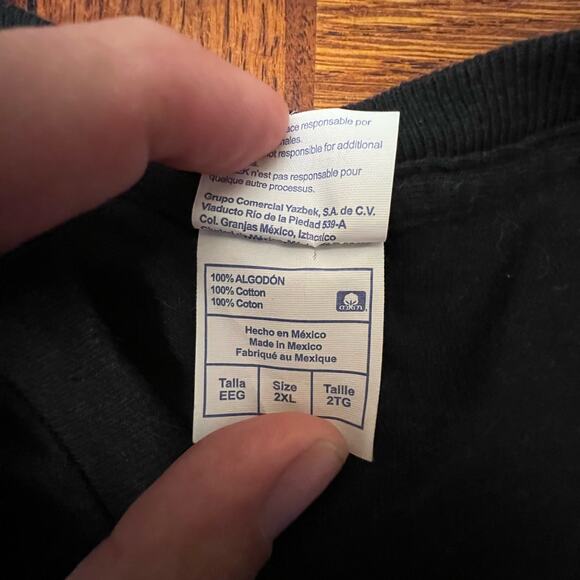 ace responsable por
nales.
not responsible for additional
EK n'est pas responsable pour
quelque autre processus.
Grupo Comercial Yazbek, S.A. de C.V.
Viaducto Río de la Piedad 539-A
Col. Granjas México, Iztacalco
100% ALGODÓN
100% Cotton
100% Coton
Hecho en México
Made in Mexico
Fabriqué au Mexique
Talla
EEG
Size
2XL
Taille
2TG